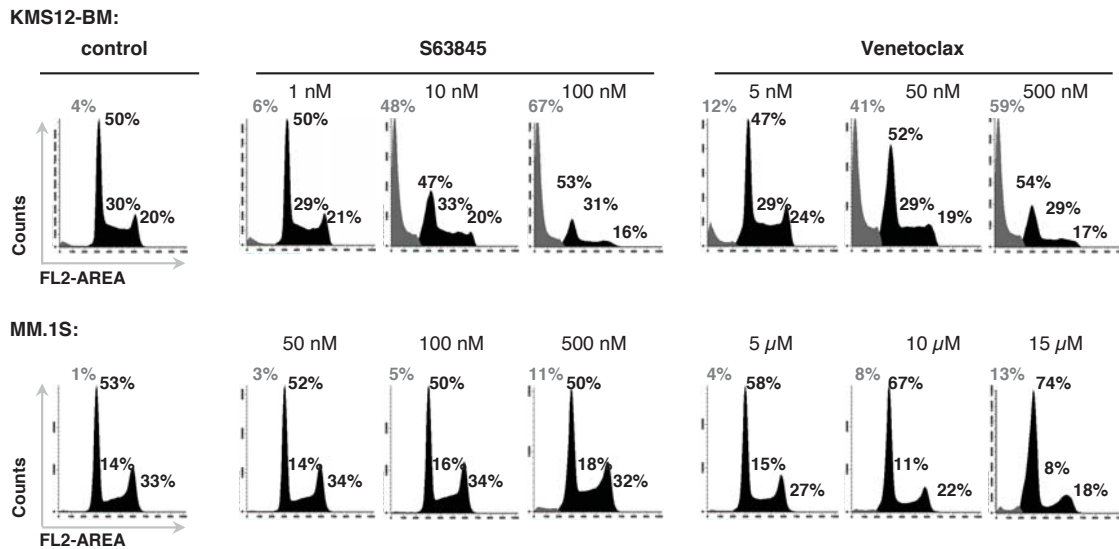 KMS12-BM:
control S63845 Venetoclax
1 nM 10 nM 100 nM 5 nM 50 nM 500 nM
4% 6% 48% 67% 12% 41% 59%
50% 50% 47% 52%
47% 53% 54%
30% 29% 33% 31% 29% 29% 29%
20% 21% 20% 16% 24% 19% 17%
Counts
FL2-AREA
MM.1S:
50 nM 100 nM 500 nM 5 µM 10 µM 15 µM
1% 3% 5% 11% 4% 8% 13%
53% 52% 50% 50% 58% 67% 74%
14% 14% 16% 18% 15% 11% 8%
33% 34% 34% 32% 27% 22% 18%
Counts
FL2-AREA